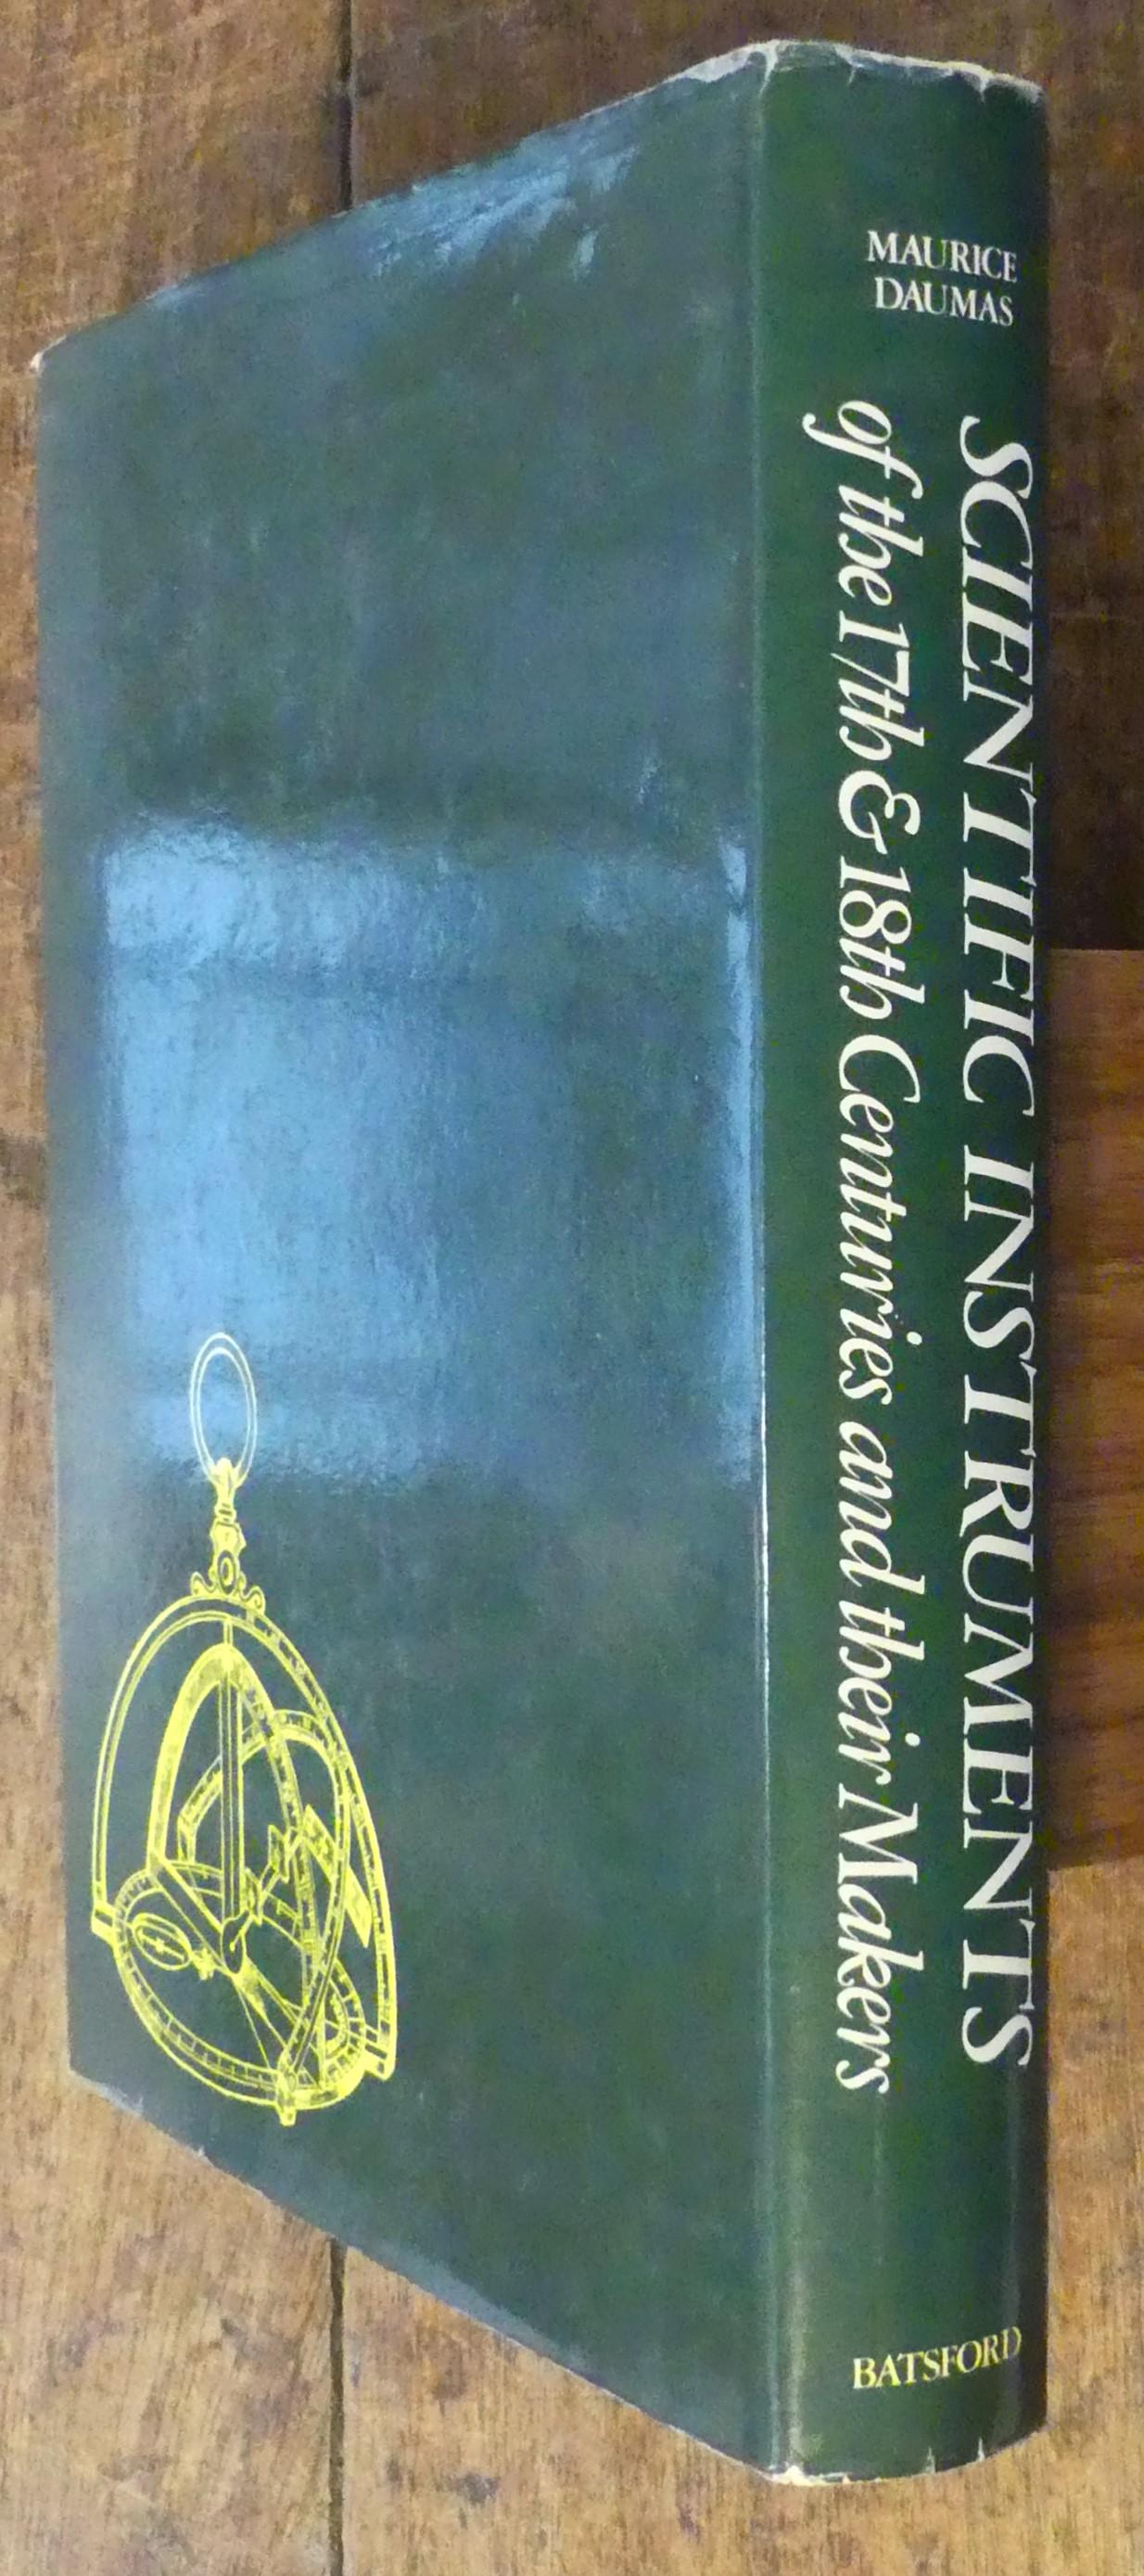 MAURICE
DAUMAS
SCIENTIFIC INSTRUMENTS
of the 17th & 18th Centuries and their Makers
BATSFORD